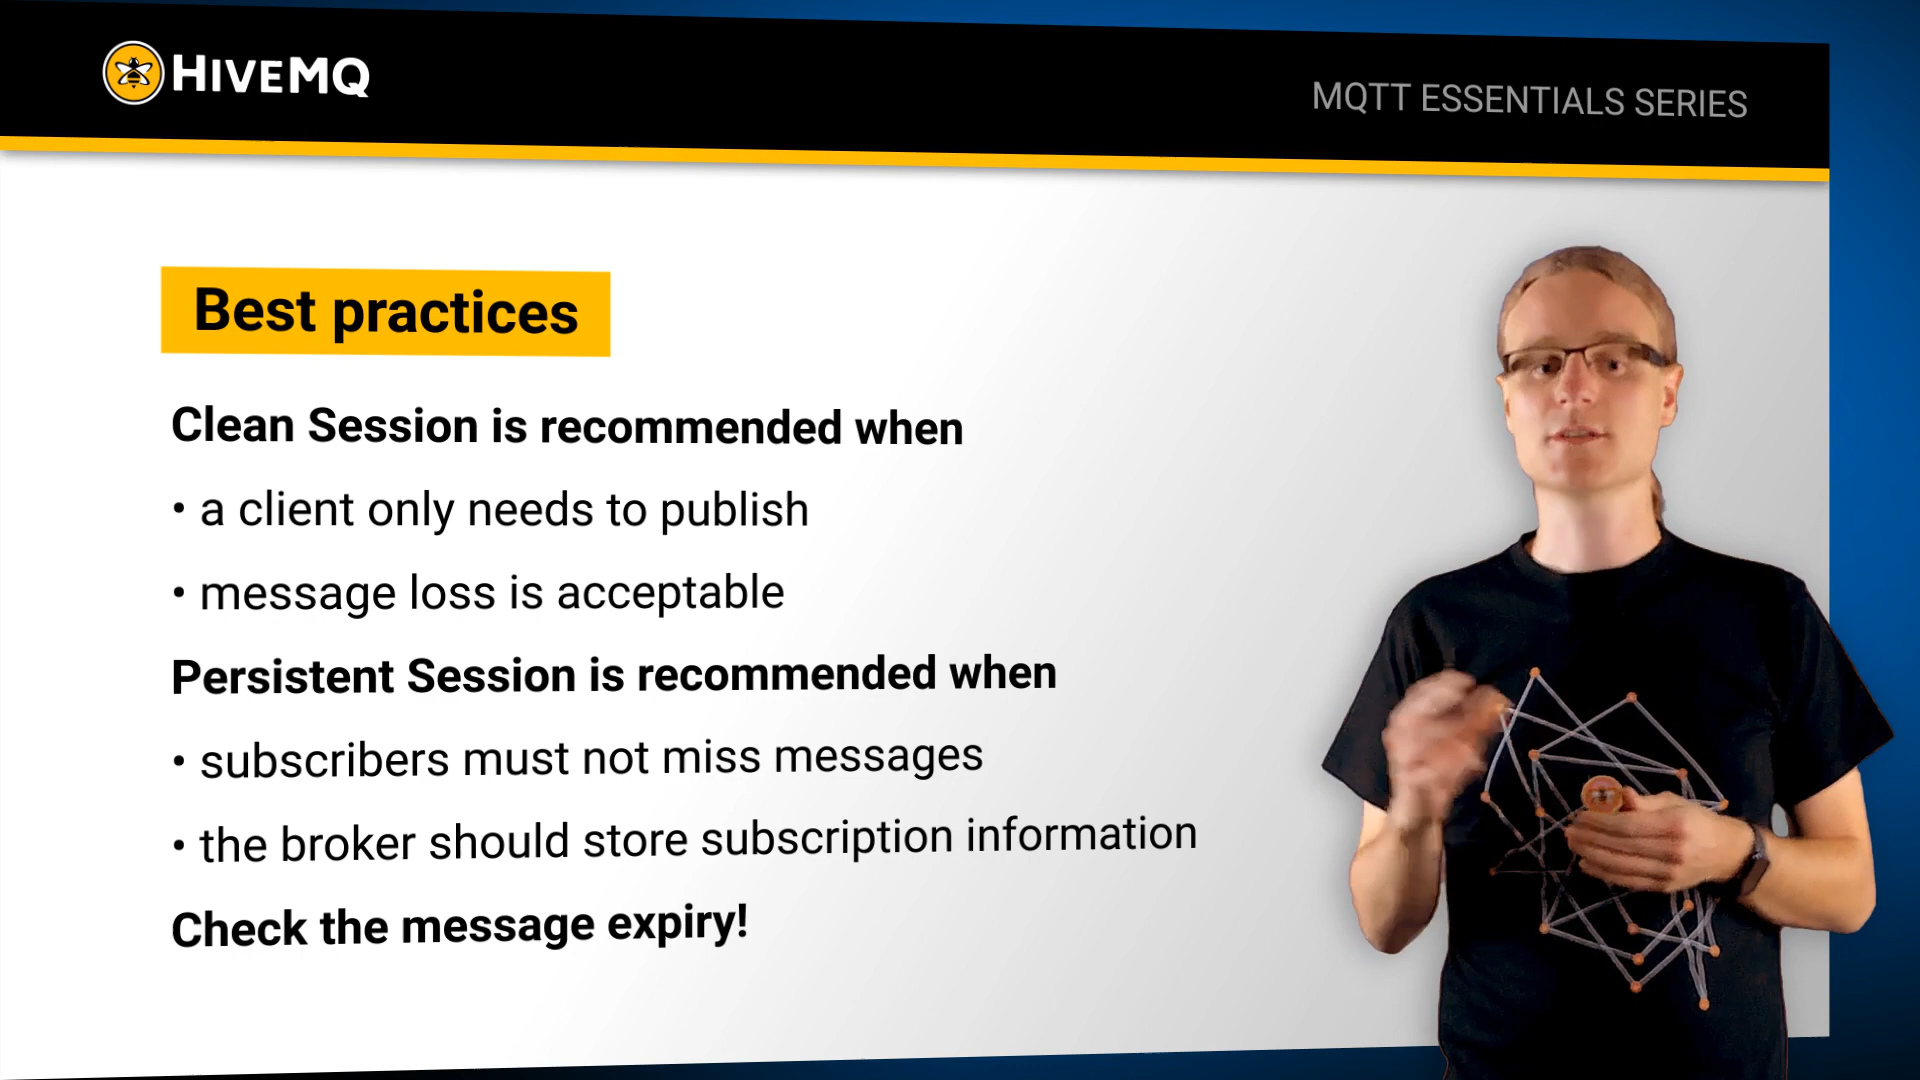 HIVEMQ
MQTT ESSENTIALS SERIES
Best practices
Clean Session is recommended when
• a client only needs to publish
• message loss is acceptable
Persistent Session is recommended when
• subscribers must not miss messages
• the broker should store subscription information
Check the message expiry!